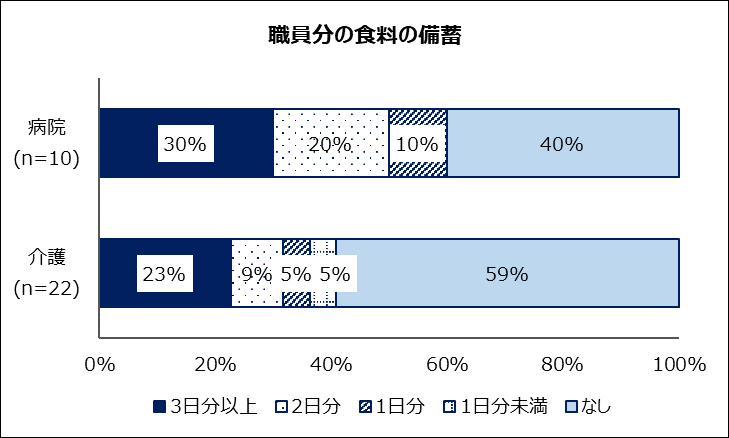 職員分の食料の備蓄
病院
(n=10)
30% 20% 10% 40%
介護
(n=22)
23% 9% 5% 5% 59%
0% 20% 40% 60% 80% 100%
3日分以上 2日分 1日分 1日分未満 なし